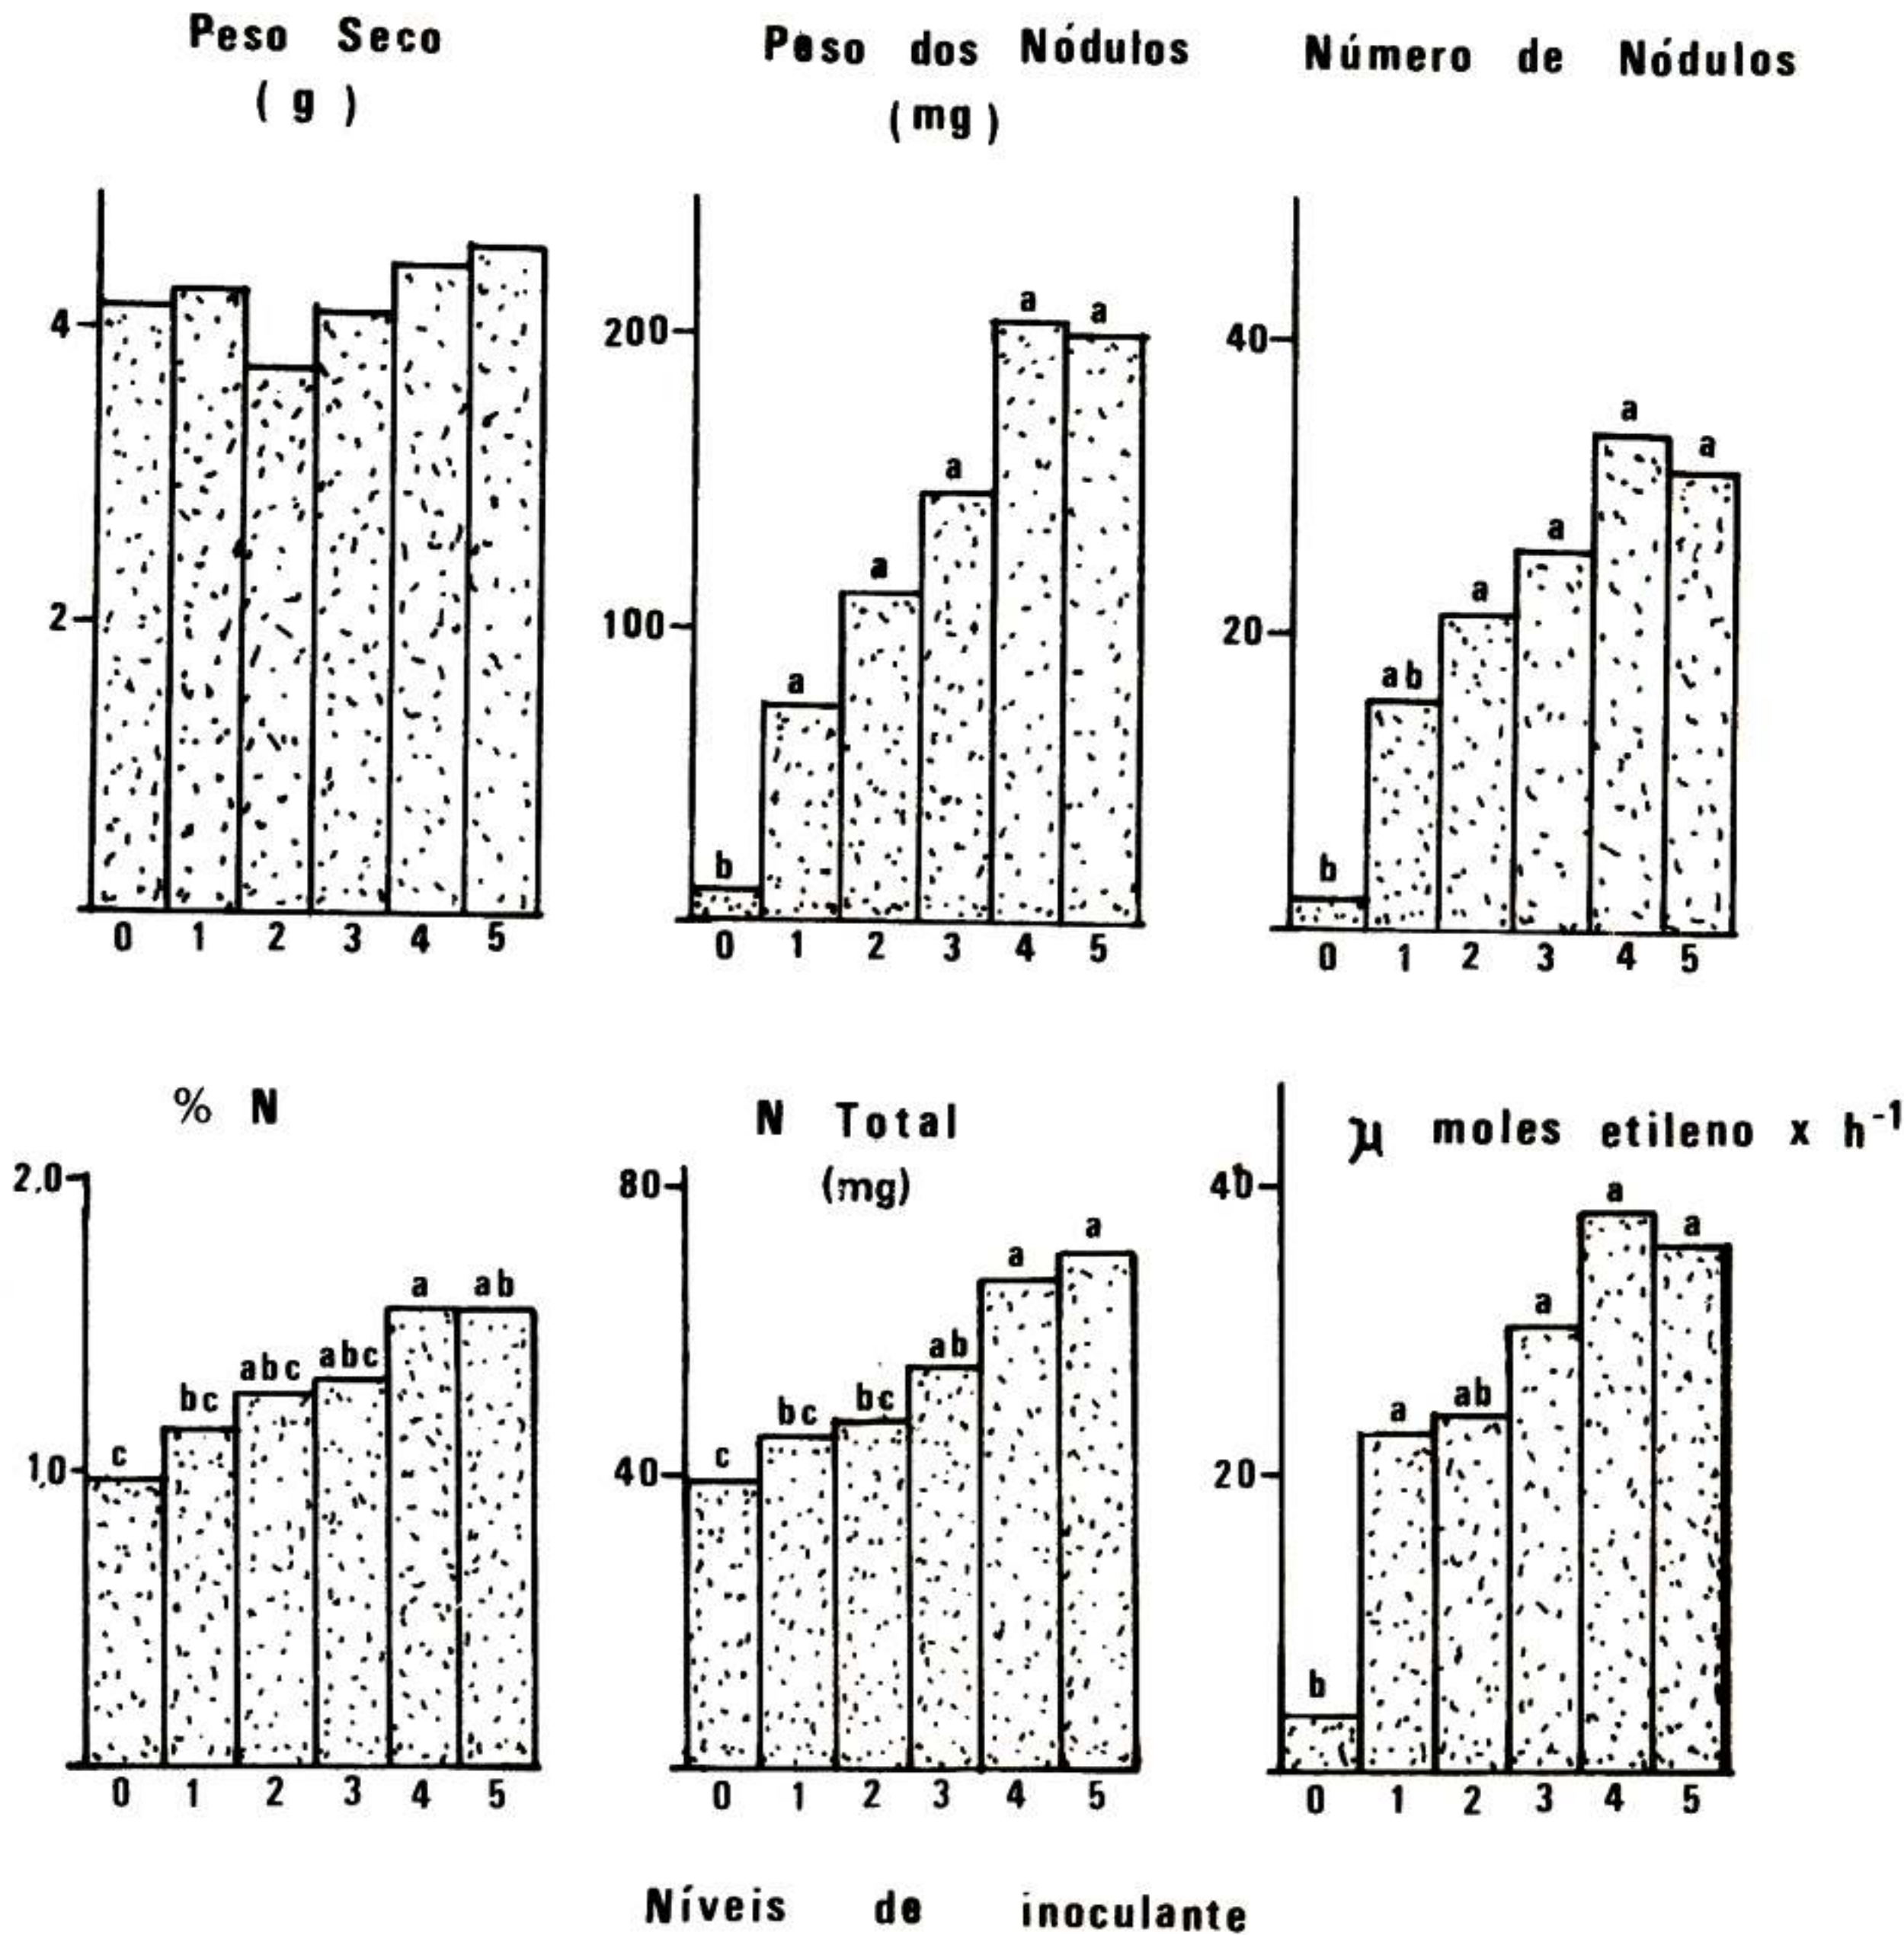 Peso Seco
( g )
4
2
0 1 2 3 4 5
Peso dos Nódulos
(mg)
200
100
b a a a a a
0 1 2 3 4 5
Número de Nódulos
40
20
b ab a a a a
0 1 2 3 4 5
% N
2.0
1.0
c bc abc abc a ab
0 1 2 3 4 5
N Total
(mg)
80
40
c bc bc ab a a
0 1 2 3 4 5
μ moles etileno x h⁻¹
40
20
b a ab a a a
0 1 2 3 4 5
Níveis de inoculante